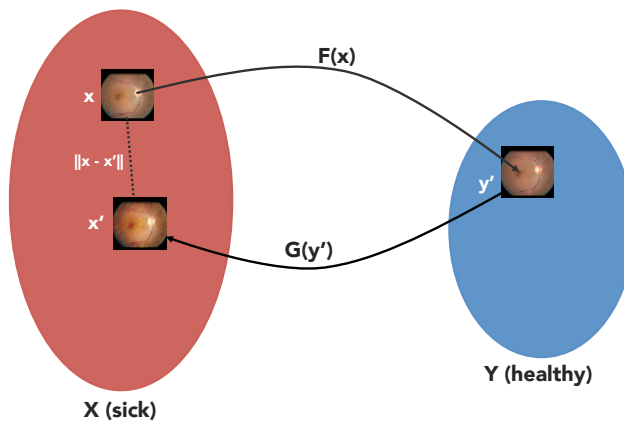 F(x)
x
‖x - x′‖
y′
x′
G(y′)
Y (healthy)
X (sick)